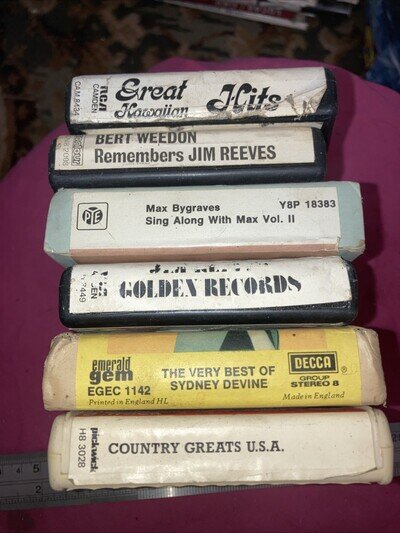 RCA
CAMDEN
CAM 8434
Great
Hawaiian
Hits
BERT WEEDON
Remembers JIM REEVES
PYE
Max Bygraves
Y8P 18383
Sing Along With Max Vol. II
GOLDEN RECORDS
emerald
gem
EGEC 1142
Printed in England HL
THE VERY BEST OF
SYDNEY DEVINE
DECCA
GROUP
STEREO 8
Made in England
pickwick
H8 3028
COUNTRY GREATS U.S.A.